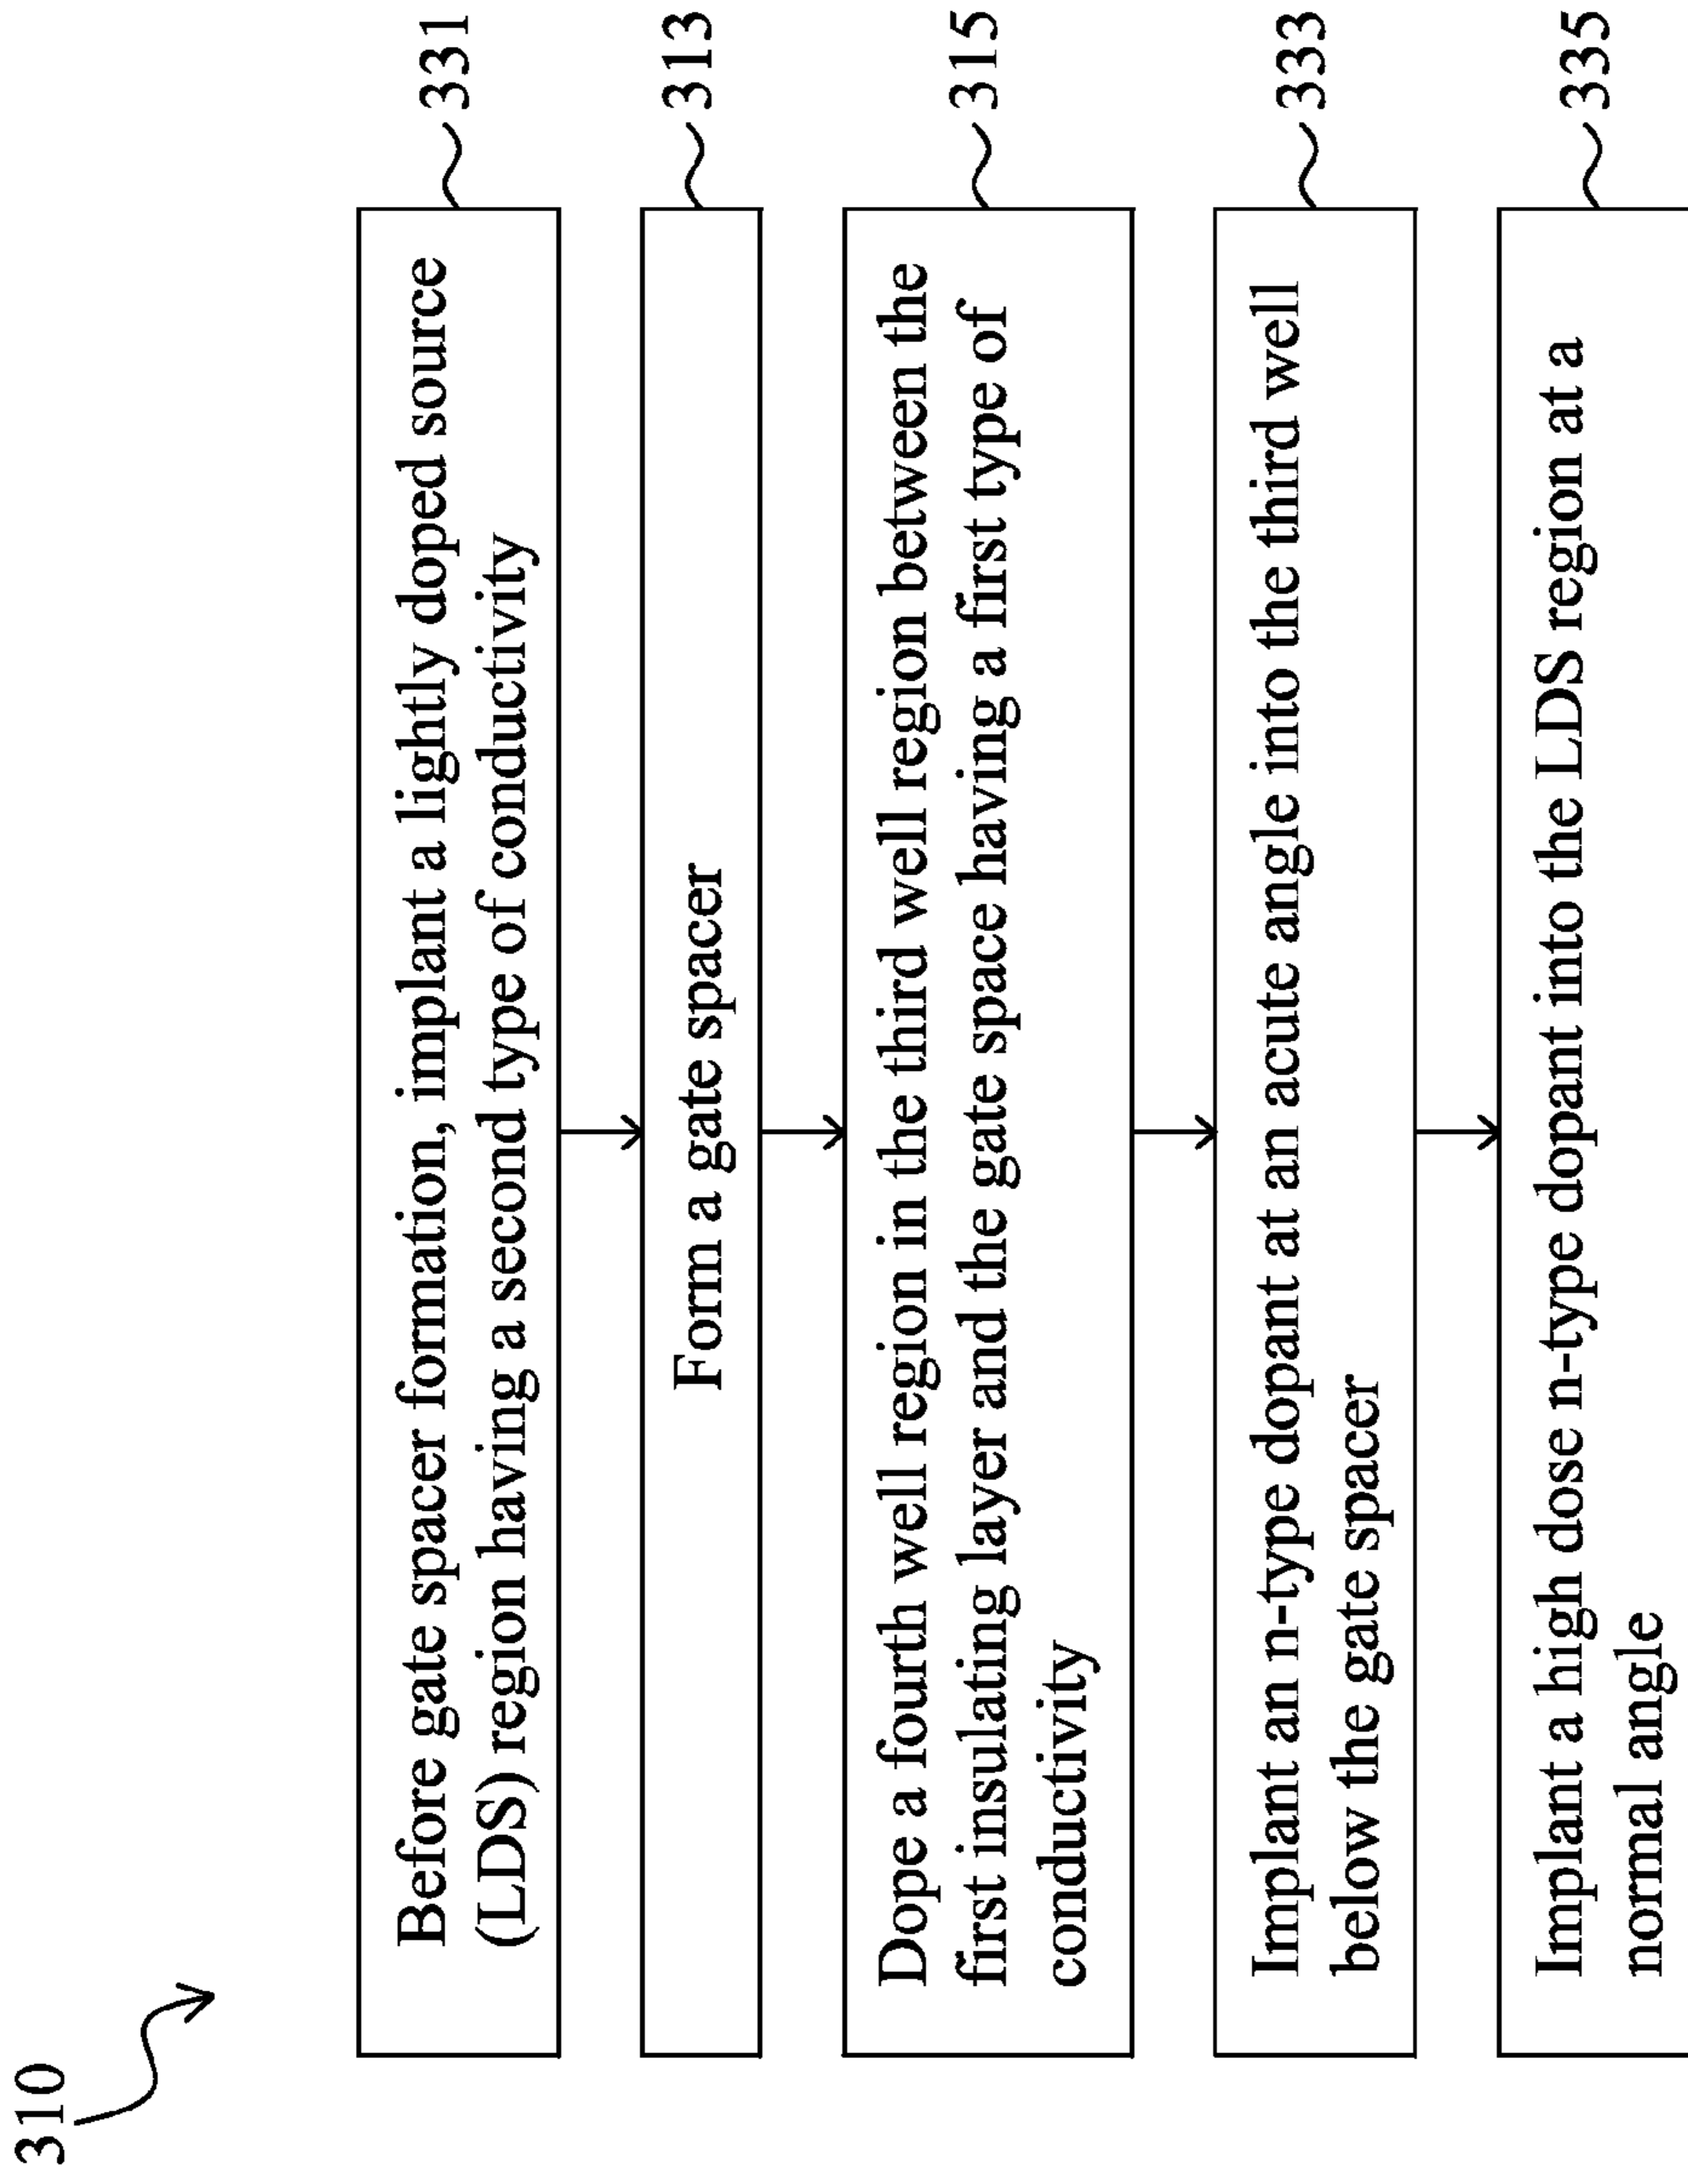 310
Before gate spacer formation, implant a lightly doped source
(LDS) region having a second type of conductivity
331
Form a gate spacer
313
Dope a fourth well region in the third well region between the
first insulating layer and the gate space having a first type of
conductivity
315
Implant an n-type dopant at an acute angle into the third well
below the gate spacer
333
Implant a high dose n-type dopant into the LDS region at a
normal angle
335